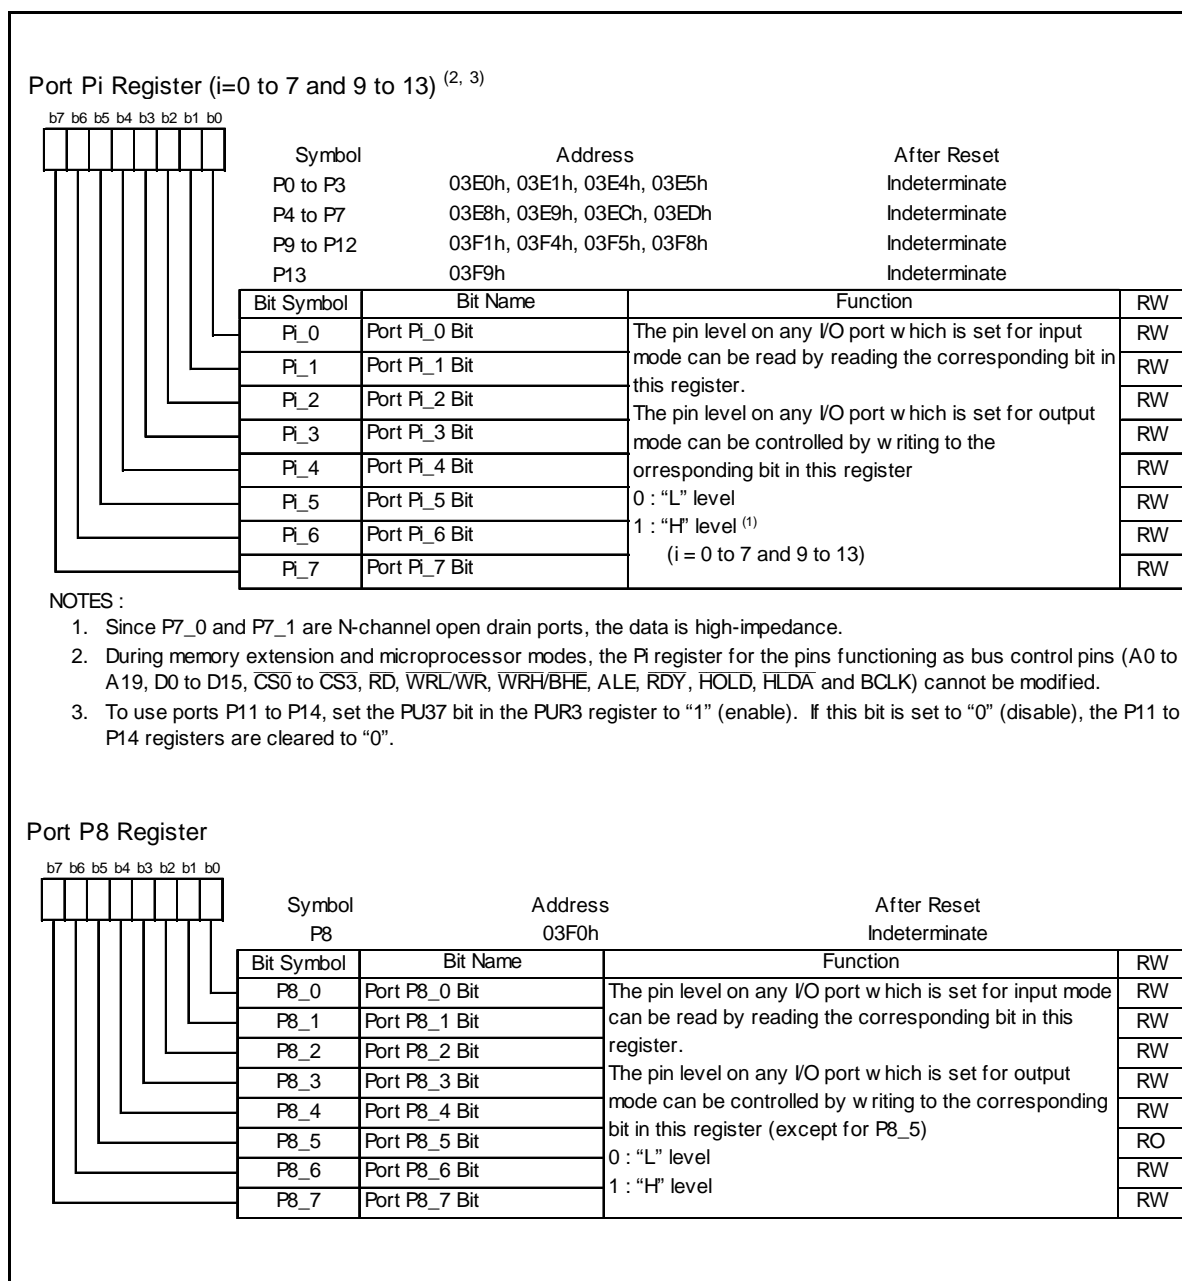 Port Pi Register (i=0 to 7 and 9 to 13) (2, 3)
b7 b6 b5 b4 b3 b2 b1 b0
Symbol Address After Reset
P0 to P3 03E0h, 03E1h, 03E4h, 03E5h Indeterminate
P4 to P7 03E8h, 03E9h, 03ECh, 03EDh Indeterminate
P9 to P12 03F1h, 03F4h, 03F5h, 03F8h Indeterminate
P13 03F9h Indeterminate
Bit Symbol Bit Name Function RW
Pi_0 Port Pi_0 Bit The pin level on any I/O port which is set for input RW
Pi_1 Port Pi_1 Bit mode can be read by reading the corresponding bit in RW
this register.
Pi_2 Port Pi_2 Bit The pin level on any I/O port which is set for output RW
Pi_3 Port Pi_3 Bit mode can be controlled by writing to the RW
Pi_4 Port Pi_4 Bit orresponding bit in this register RW
Pi_5 Port Pi_5 Bit 0 : “L” level RW
Pi_6 Port Pi_6 Bit 1 : “H” level (1) RW
Pi_7 Port Pi_7 Bit (i = 0 to 7 and 9 to 13) RW
NOTES :
1. Since P7_0 and P7_1 are N-channel open drain ports, the data is high-impedance.
2. During memory extension and microprocessor modes, the Pi register for the pins functioning as bus control pins (A0 to
A19, D0 to D15, CS0 to CS3, RD, WRL/WR, WRH/BHE, ALE, RDY, HOLD, HLDA and BCLK) cannot be modified.
3. To use ports P11 to P14, set the PU37 bit in the PUR3 register to “1” (enable). If this bit is set to “0” (disable), the P11 to
P14 registers are cleared to “0”.
Port P8 Register
b7 b6 b5 b4 b3 b2 b1 b0
Symbol Address After Reset
P8 03F0h Indeterminate
Bit Symbol Bit Name Function RW
P8_0 Port P8_0 Bit The pin level on any I/O port which is set for input mode RW
P8_1 Port P8_1 Bit can be read by reading the corresponding bit in this RW
P8_2 Port P8_2 Bit register. RW
P8_3 Port P8_3 Bit The pin level on any I/O port which is set for output RW
P8_4 Port P8_4 Bit mode can be controlled by writing to the corresponding RW
P8_5 Port P8_5 Bit bit in this register (except for P8_5) RO
P8_6 Port P8_6 Bit 0 : “L” level RW
P8_7 Port P8_7 Bit 1 : “H” level RW